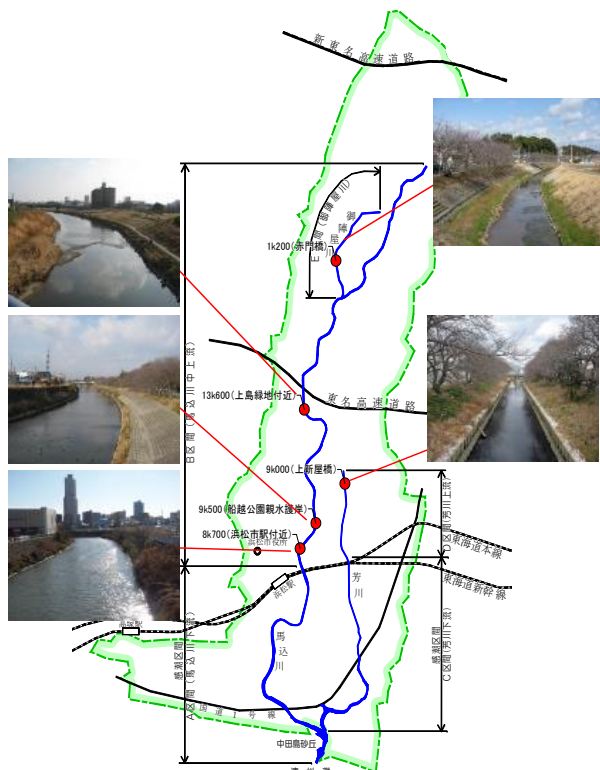 新東名高速道路
御陣屋川
E区間(御陣屋川)
1k200(赤門橋)
B区間(馬込川中上流)
東名高速道路
13k600(上島緑地付近)
9k000(上新屋橋)
9k500(船越公園親水護岸)
8k700(浜松市駅付近)
浜松市役所
D区間(芳川上流)
東海道本線
東海道新幹線
浜松駅
芳川
馬込川
感潮区間
A区間(馬込川下流)
感潮区間
C区間(芳川下流)
国道1号線
中田島砂丘